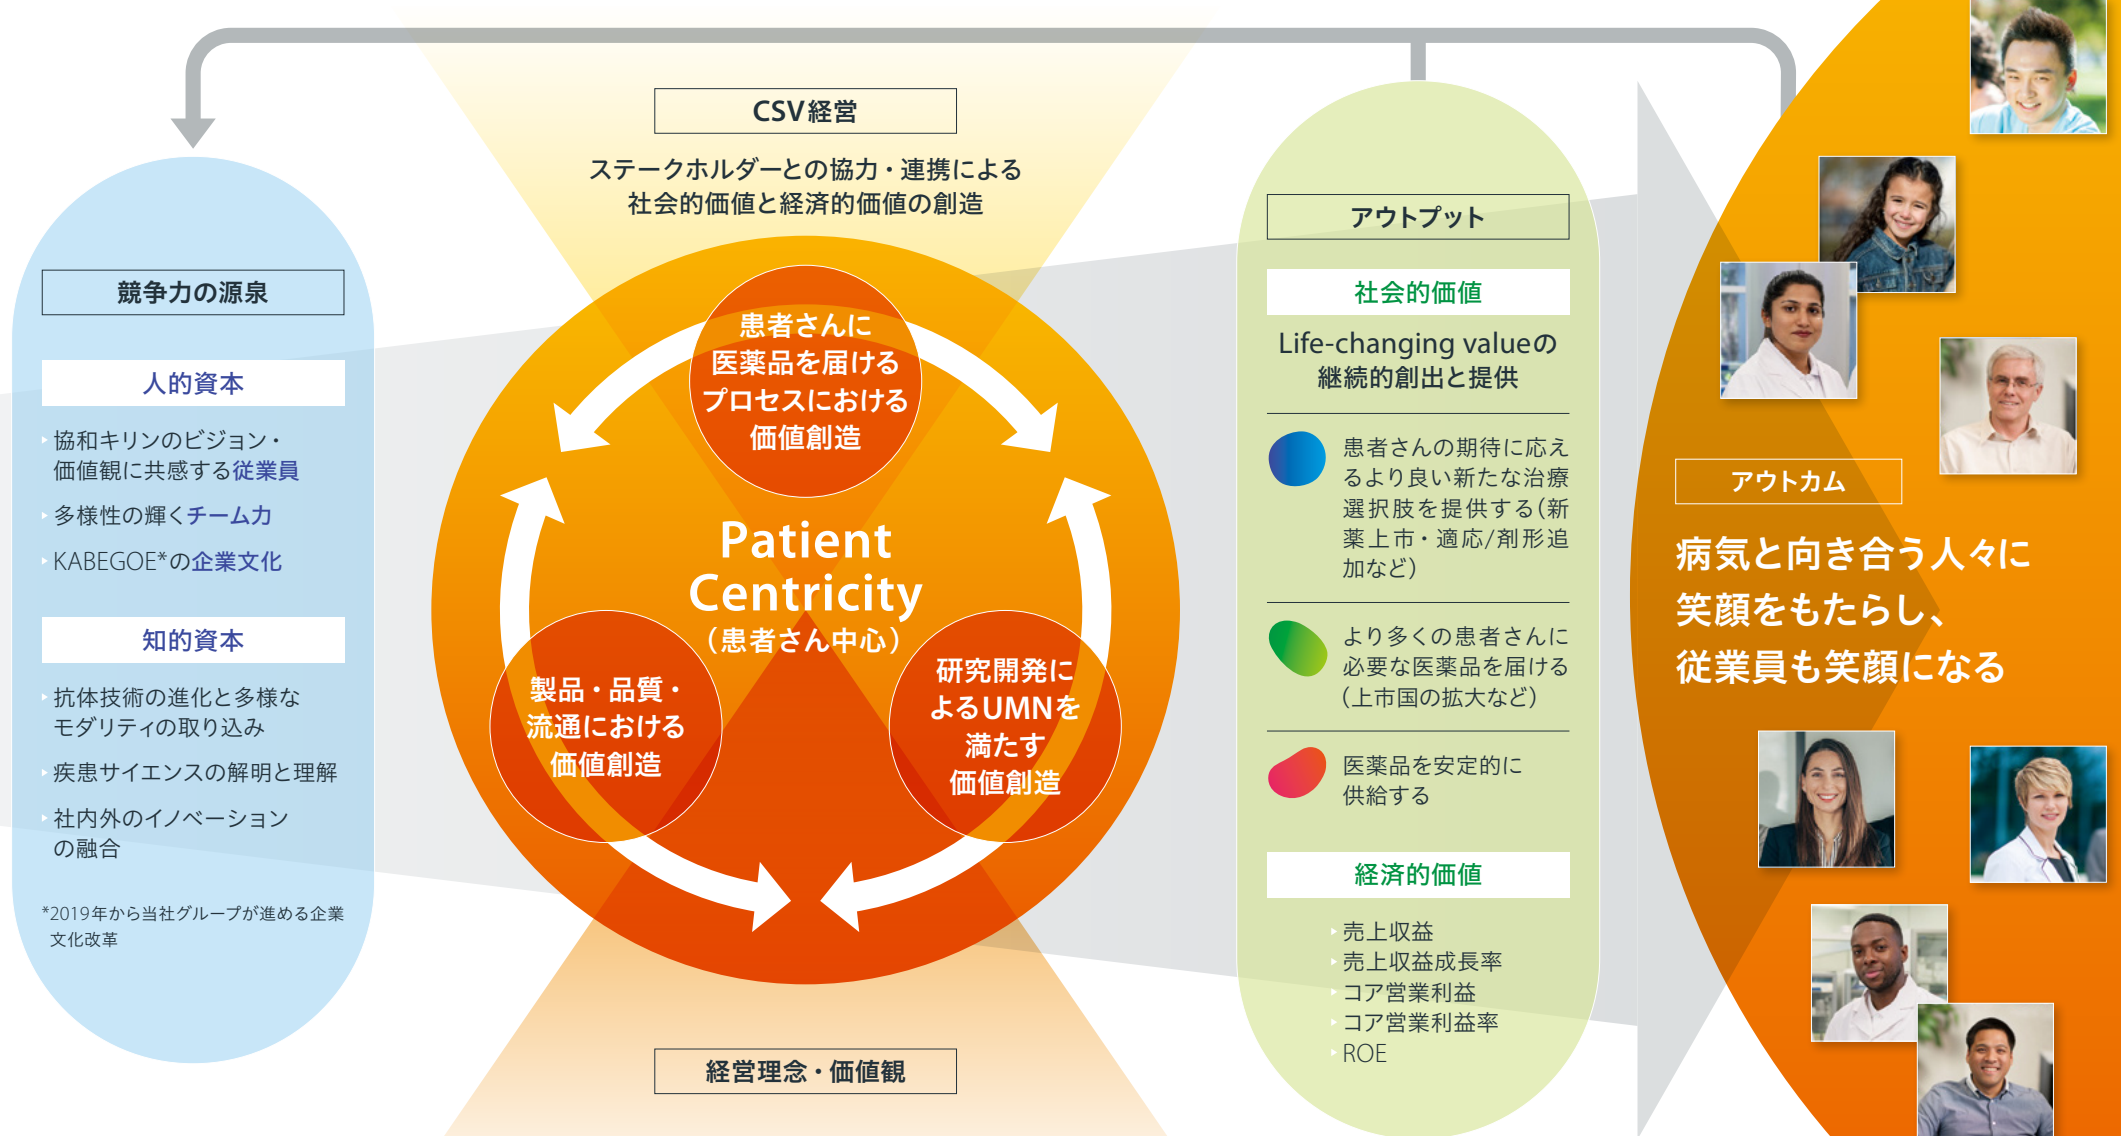 競争力の源泉
人的資本
協和キリンのビジョン・
価値観に共感する従業員
多様性の輝くチーム力
KABEGOE*の企業文化
知的資本
抗体技術の進化と多様な
モダリティの取り込み
疾患サイエンスの解明と理解
社内外のイノベーション
の融合
*2019年から当社グループが進める企業
文化改革
CSV経営
ステークホルダーとの協力・連携による
社会的価値と経済的価値の創造
患者さんに
医薬品を届ける
プロセスにおける
価値創造
Patient
Centricity
（患者さん中心）
製品・品質・
流通における
価値創造
研究開発に
よるUMNを
満たす
価値創造
経営理念・価値観
アウトプット
社会的価値
Life-changing valueの
継続的創出と提供
患者さんの期待に応え
るより良い新たな治療
選択肢を提供する（新
薬上市・適応/剤形追
加など）
より多くの患者さんに
必要な医薬品を届ける
（上市国の拡大など）
医薬品を安定的に
供給する
経済的価値
売上収益
売上収益成長率
コア営業利益
コア営業利益率
ROE
アウトカム
病気と向き合う人々に
笑顔をもたらし、
従業員も笑顔になる